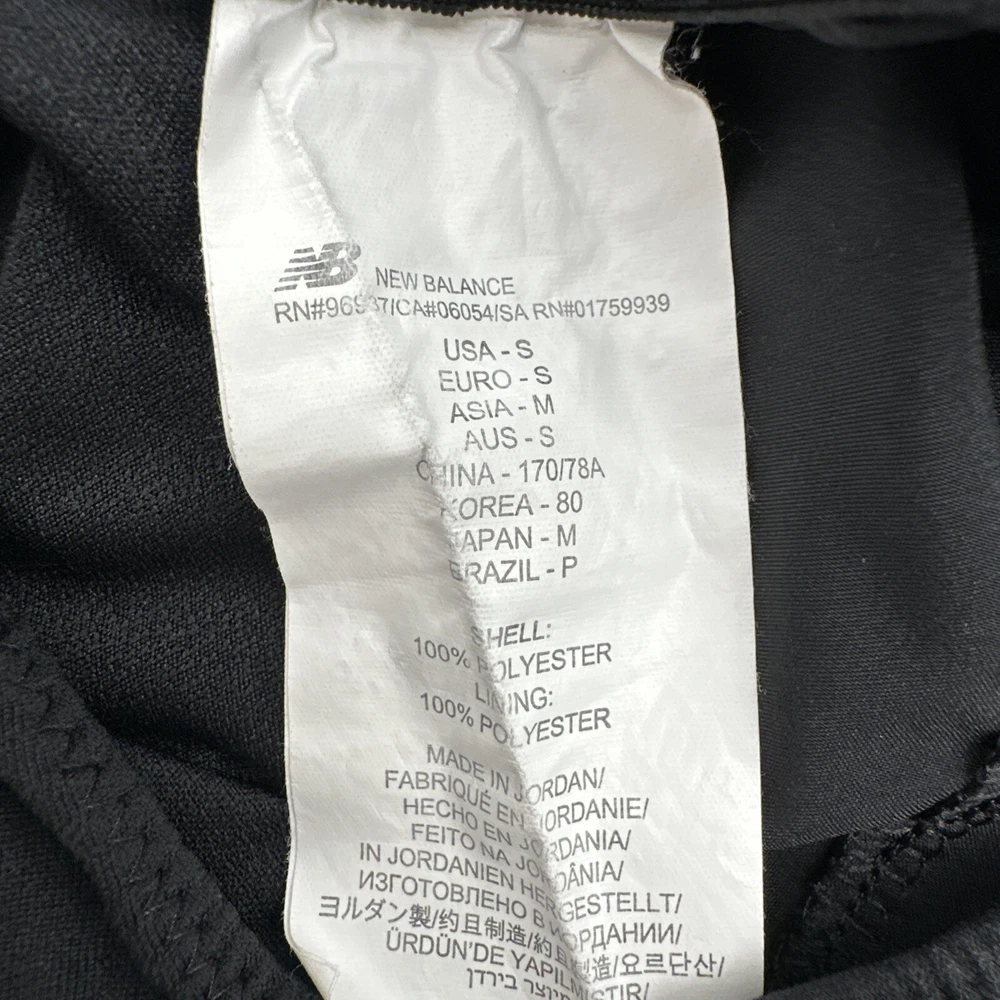 NB NEW BALANCE
RN#96937/CA#06054/SA RN#01759939
USA - S
EURO - S
ASIA - M
AUS - S
CHINA - 170/78A
KOREA - 80
JAPAN - M
BRAZIL - P
SHELL:
100% POLYESTER
LINING:
100% POLYESTER
MADE IN JORDAN/
FABRIQUÉ EN JORDANIE/
HECHO EN JORDANIA/
FEITO NA JORDÂNIA/
IN JORDANIEN HERGESTELLT/
ИЗГОТОВЛЕНО В ИОРДАНИИ/
ヨルダン製/约旦制造/約旦製造/요르단산/
ÜRDÜN'DE YAPILMIŞTIR/
מיוצר בירדן